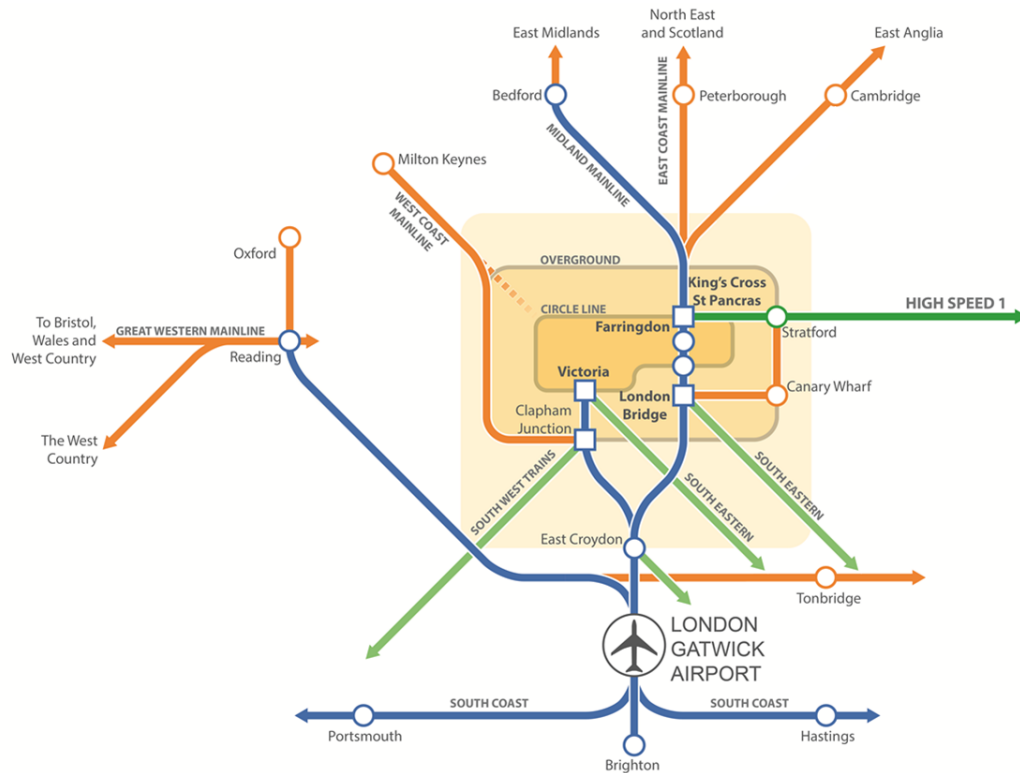 East Midlands
North East
and Scotland
East Anglia
Bedford
Peterborough
Cambridge
EAST COAST MAINLINE
MIDLAND MAINLINE
Milton Keynes
WEST COAST
MAINLINE
Oxford
OVERGROUND
King's Cross
St Pancras
HIGH SPEED 1
CIRCLE LINE
Farringdon
Stratford
To Bristol,
Wales and
West Country
GREAT WESTERN MAINLINE
Reading
Victoria
London
Bridge
Canary Wharf
Clapham
Junction
The West
Country
SOUTH WEST TRAINS
SOUTH EASTERN
SOUTH EASTERN
East Croydon
Tonbridge
LONDON
GATWICK
AIRPORT
SOUTH COAST
SOUTH COAST
Portsmouth
Hastings
Brighton